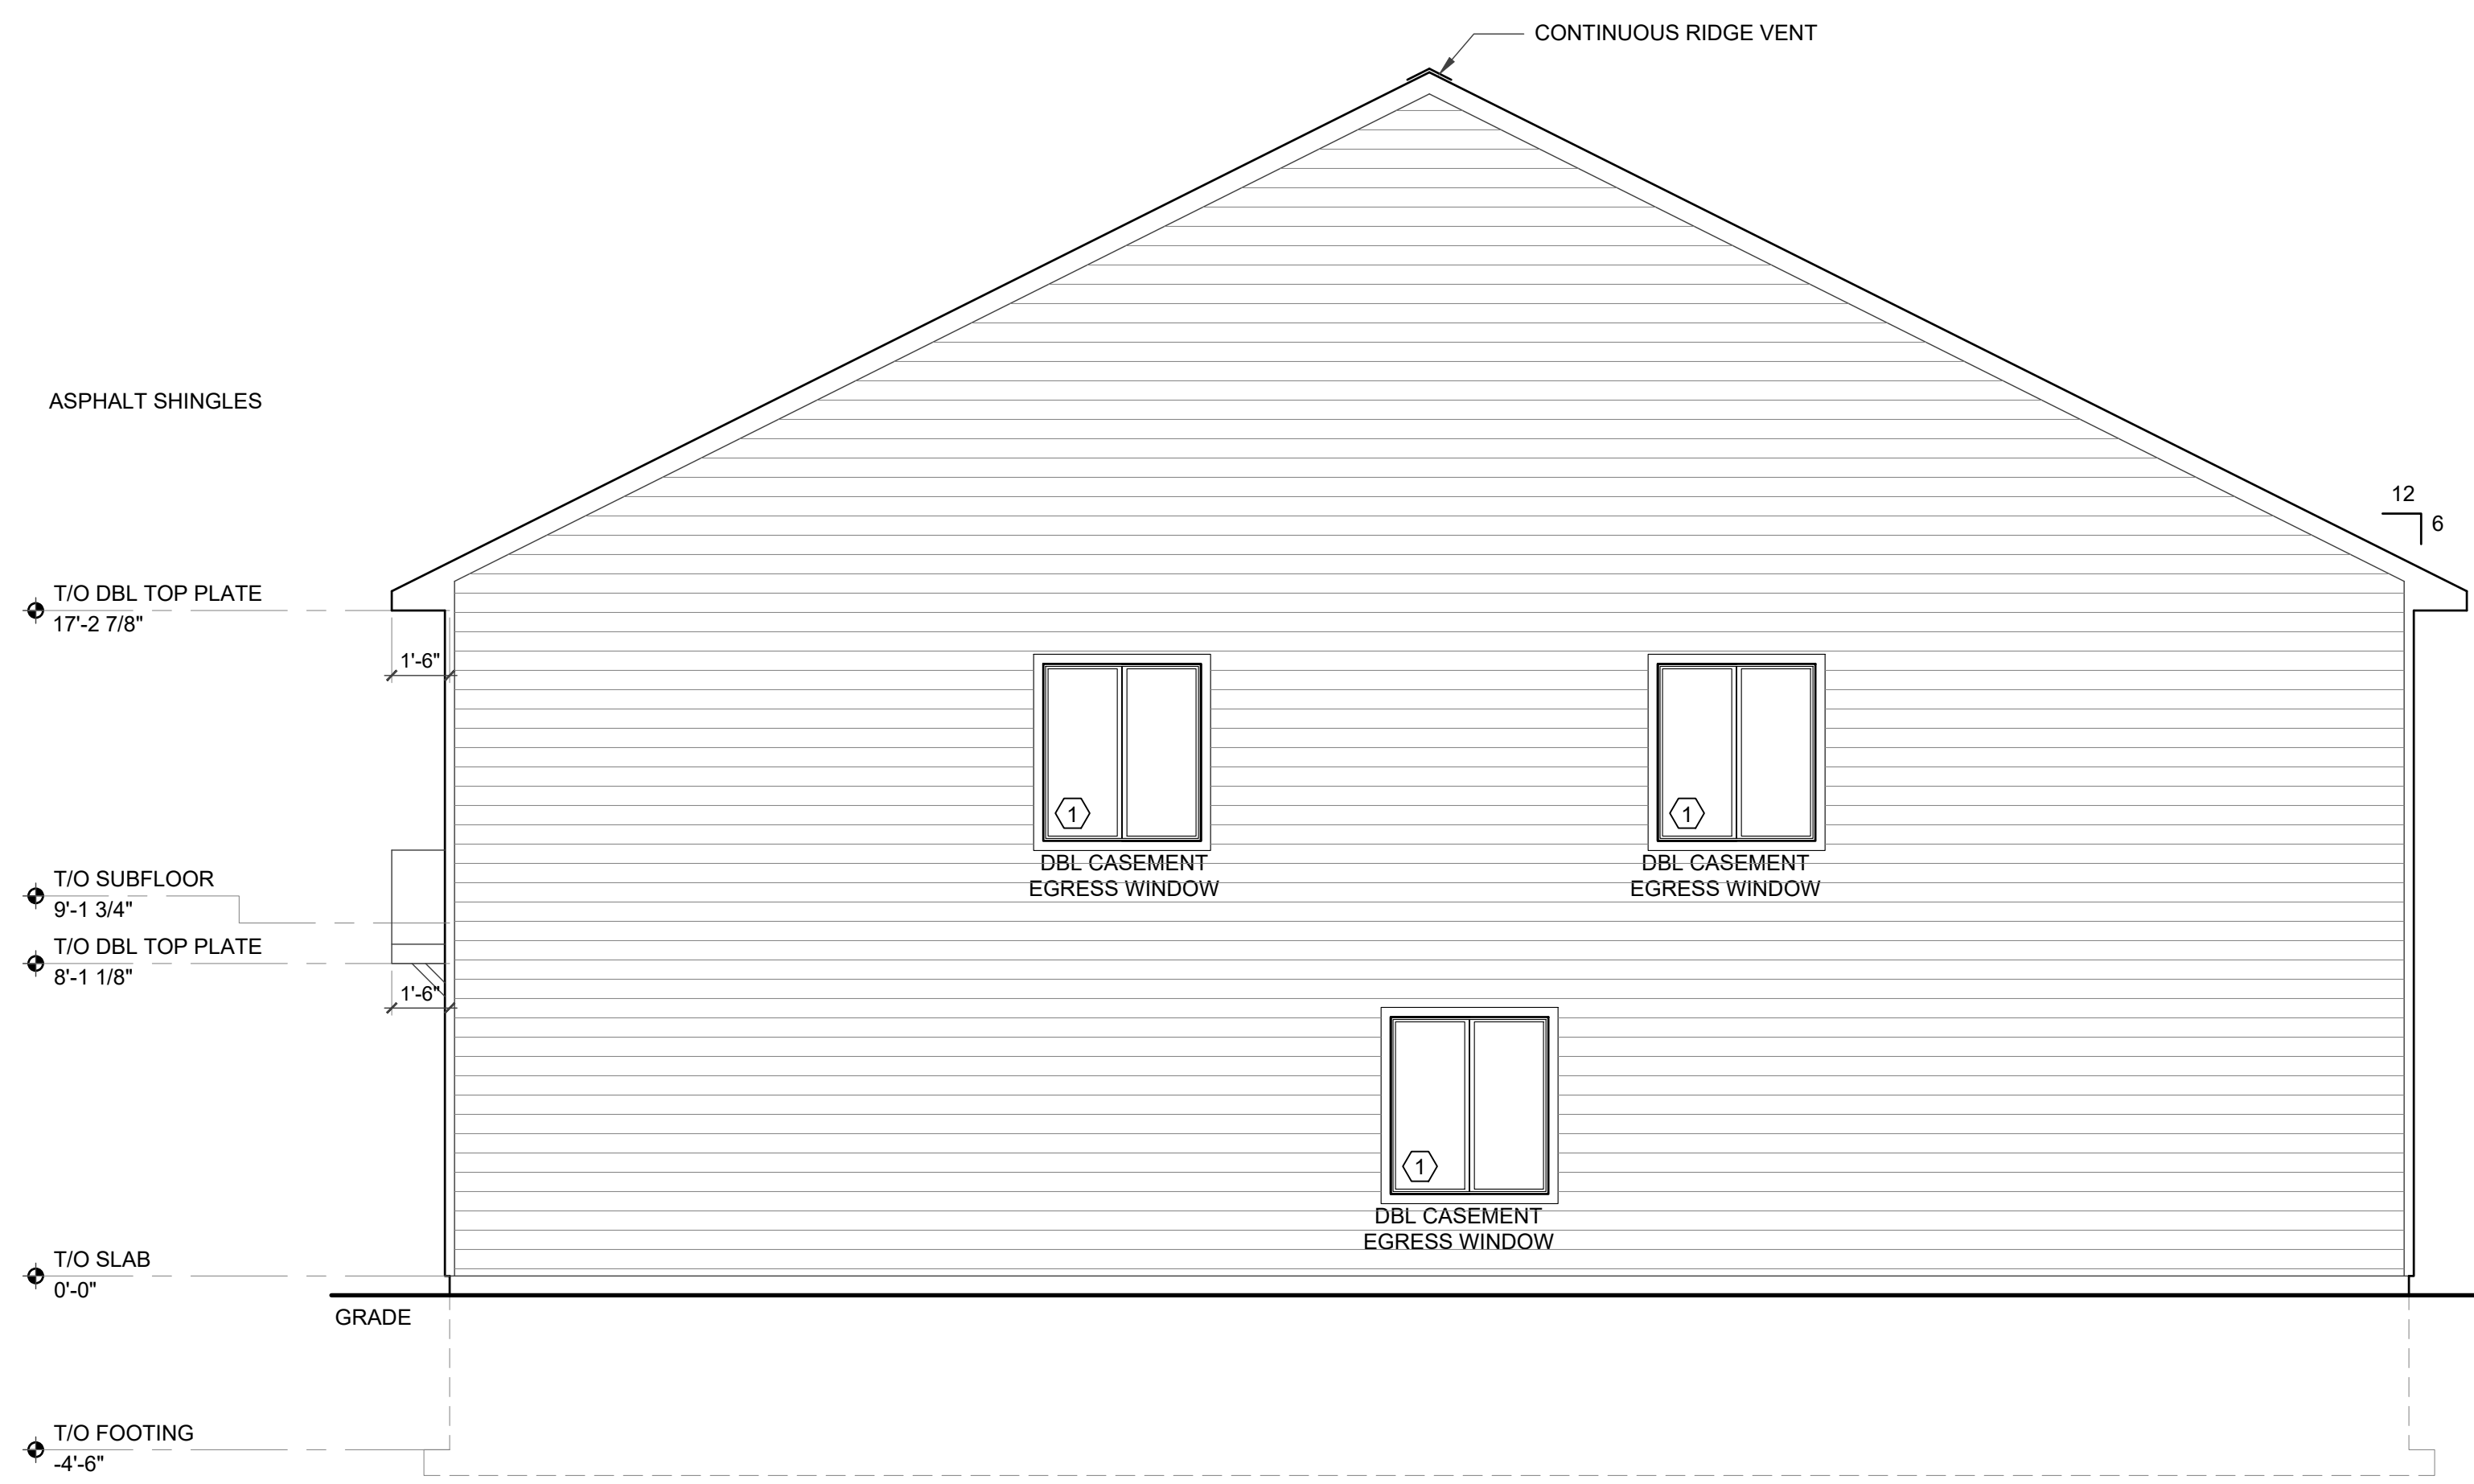 CONTINUOUS RIDGE VENT
ASPHALT SHINGLES
12
6
T/O DBL TOP PLATE
17'-2 7/8"
1'-6"
1
1
DBL CASEMENT
EGRESS WINDOW
DBL CASEMENT
EGRESS WINDOW
T/O SUBFLOOR
9'-1 3/4"
T/O DBL TOP PLATE
8'-1 1/8"
1'-6"
1
DBL CASEMENT
EGRESS WINDOW
T/O SLAB
0'-0"
GRADE
T/O FOOTING
-4'-6"